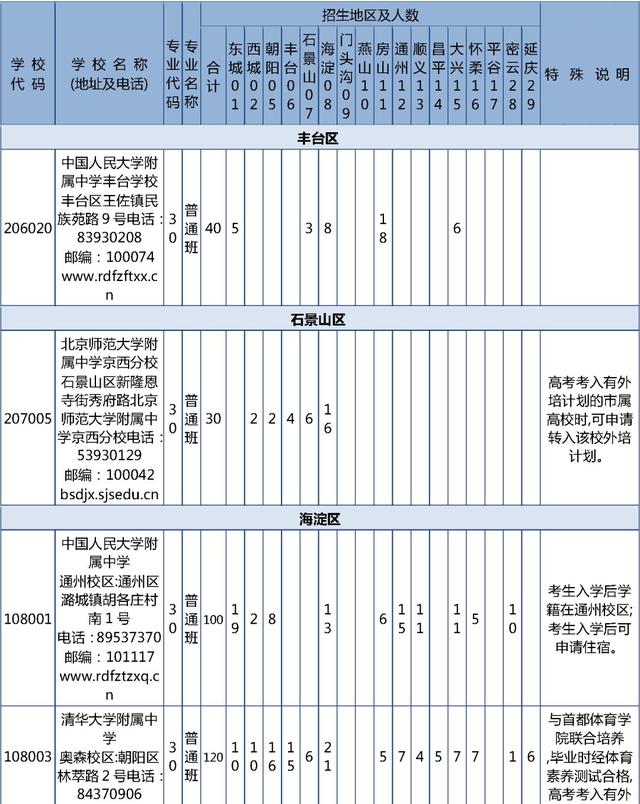 学校代码 学校名称(地址及电话) 专业代码 专业名称 合计 招生地区及人数 特殊说明
东城01 西城02 朝阳05 丰台06 石景山07 海淀08 门头沟09 燕山10 房山11 通州12 顺义13 昌平14 大兴15 怀柔16 平谷17 密云28 延庆29
丰台区
中国人民大学附
属中学丰台学校
丰台区王佐镇民
族苑路9号电话:
83930208
邮编:100074
www.rdfzftxx.c
n
206020 30 普通班 40 5 3 8 18 6
石景山区
北京师范大学附
属中学京西分校
石景山区新隆恩
寺街秀府路北京
师范大学附属中
学京西分校电话:
53930129
邮编:100042
bsdjx.sjsedu.cn
207005 30 普通班 30 2 2 4 6 16
高考考入有外
培计划的市属
高校时,可申请
转入该校外培
计划。
海淀区
中国人民大学附
属中学
通州校区:通州区
潞城镇胡各庄村
南1号
电话:89537370
邮编:101117
www.rdfztzxq.c
n
108001 30 普通班 100 19 2 8 13 6 15 11 11 5 10
考生入学后学
籍在通州校区;
考生入学后可
申请住宿。
清华大学附属中
学
奥森校区:朝阳区
林萃路2号电话:
84370906
108003 30 普通班 120 10 10 16 15 6 21 5 7 4 5 7 7 1 6
与首都体育学
院联合培养
,毕业时经体育
素养测试合格,
高考考入有外